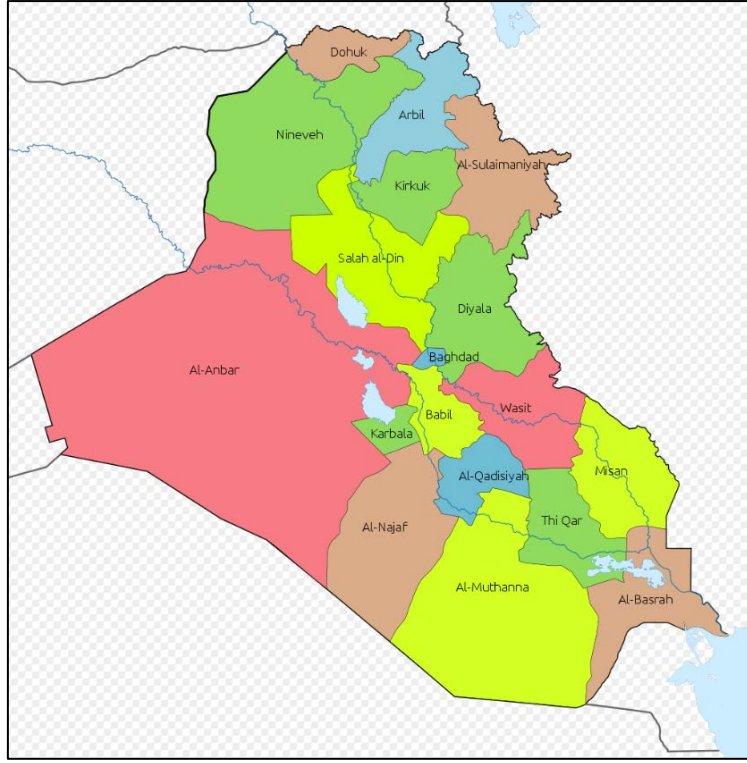 Dohuk
Arbil
Nineveh
Al-Sulaimaniyah
Kirkuk
Salah al-Din
Diyala
Baghdad
Al-Anbar
Wasit
Babil
Karbala
Misan
Al-Qadisiyah
Thi Qar
Al-Najaf
Al-Muthanna
Al-Basrah